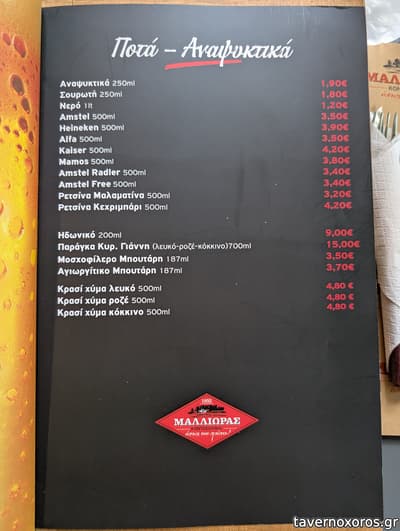 Ποτά – Αναψυκτικά
Αναψυκτικά 250ml 1,90€
Σουρωτή 250ml 1,80€
Νερό 1lt 1,20€
Amstel 500ml 3,50€
Heineken 500ml 3,90€
Alfa 500ml 3,50€
Kaiser 500ml 4,20€
Mamos 500ml 3,80€
Amstel Radler 500ml 3,40€
Amstel Free 500ml 3,40€
Ρετσίνα Μαλαματίνα 500ml 3,20€
Ρετσίνα Κεχριμπάρι 500ml 4,20€
Ηδωνικό 200ml 9,00€
Παράγκα Κυρ. Γιάννη (λευκό-ροζέ-κόκκινο)700ml 15,00€
Μοσχοφίλερο Μπουτάρη 187ml 3,50€
Αγιωργίτικο Μπουτάρη 187ml 3,70€
Κρασί χύμα λευκό 500ml 4,80 €
Κρασί χύμα ροζέ 500ml 4,80 €
Κρασί χύμα κόκκινο 500ml 4,80 €
ΜΑΛΛΙΩΡΑΣ
tavernoxoros.gr